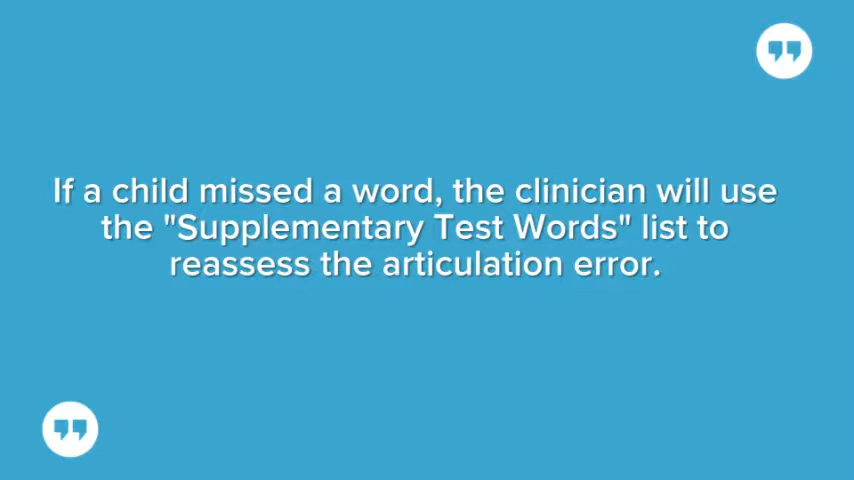 If a child missed a word, the clinician will use
the "Supplementary Test Words" list to
reassess the articulation error.